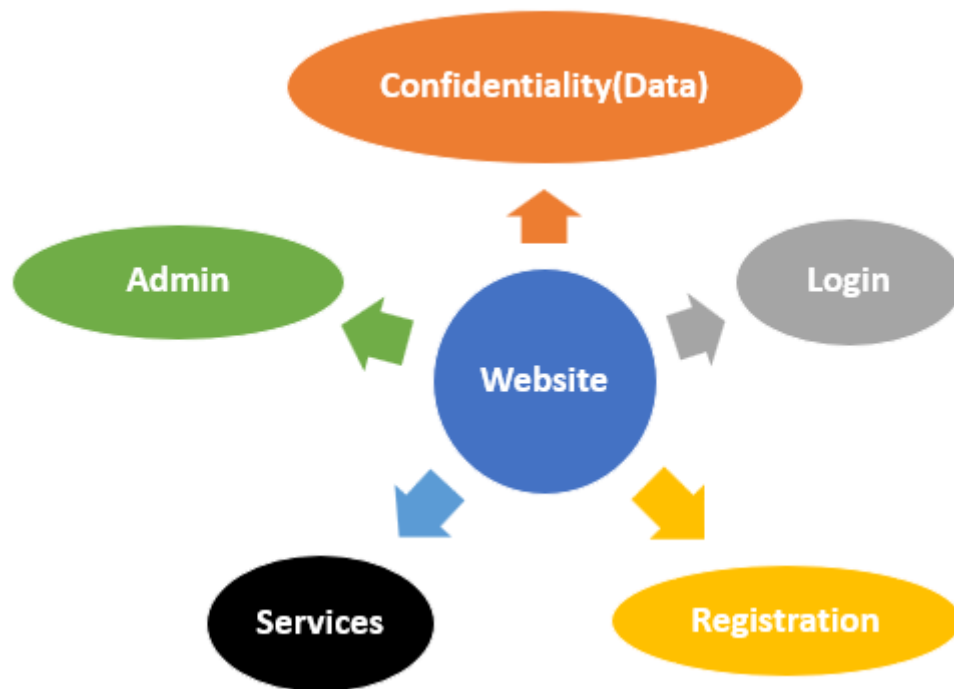 Confidentiality(Data)
Admin
Login
Website
Services
Registration